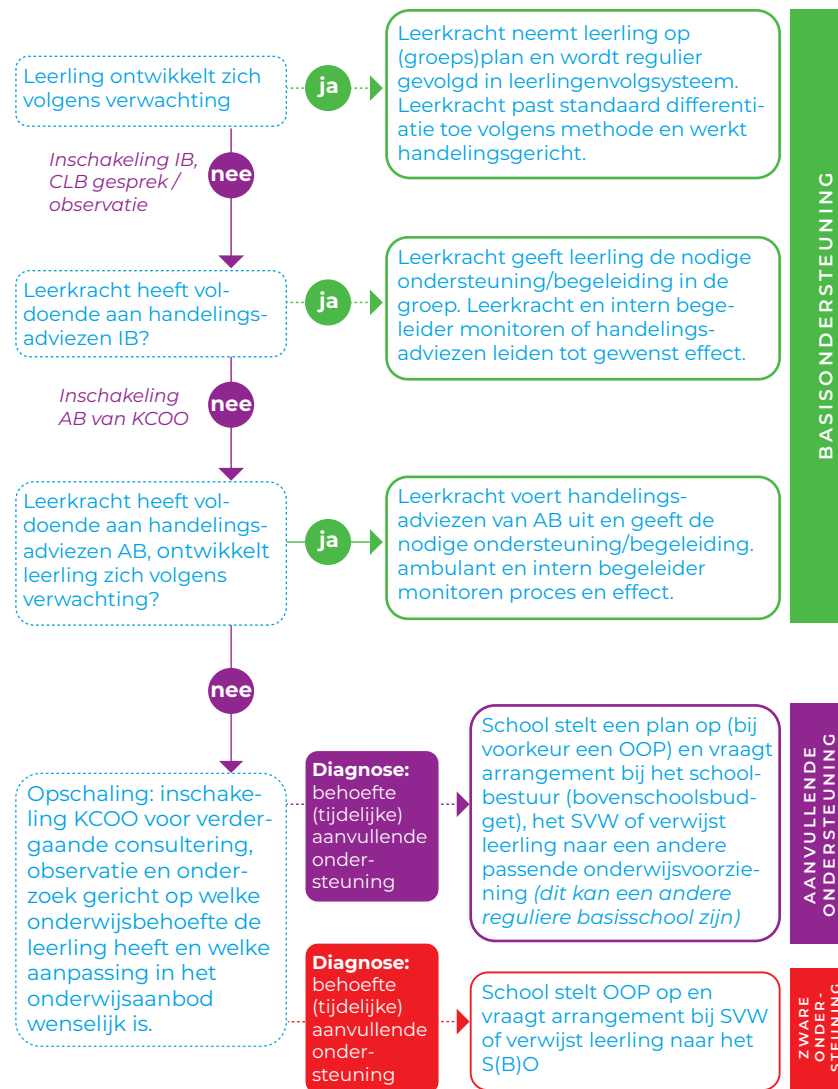 Leerling ontwikkelt zich
volgens verwachting
ja
Leerkracht neemt leerling op
(groeps)plan en wordt regulier
gevolgd in leerlingenvolgsysteem.
Leerkracht past standaard differenti-
atie toe volgens methode en werkt
handelingsgericht.
Inschakeling IB,
CLB gesprek /
observatie
nee
Leerkracht heeft vol-
doende aan handelings-
adviezen IB?
ja
Leerkracht geeft leerling de nodige
ondersteuning/begeleiding in de
groep. Leerkracht en intern bege-
leider monitoren of handelings-
adviezen leiden tot gewenst effect.
Inschakeling
AB van KCOO
nee
Leerkracht heeft vol-
doende aan handelings-
adviezen AB, ontwikkelt
leerling zich volgens
verwachting?
ja
Leerkracht voert handelings-
adviezen van AB uit en geeft de
nodige ondersteuning/begeleiding.
ambulant en intern begeleider
monitoren proces en effect.
BASISONDERSTEUNING
nee
Opschaling: inschake-
ling KCOO voor verder-
gaande consultering,
observatie en onder-
zoek gericht op welke
onderwijsbehoefte de
leerling heeft en welke
aanpassing in het
onderwijsaanbod
wenselijk is.
Diagnose:
behoefte
(tijdelijke)
aanvullende
onder-
steuning
School stelt een plan op (bij
voorkeur een OOP) en vraagt
arrangement bij het school-
bestuur (bovenschoolsbud-
get), het SVW of verwijst
leerling naar een andere
passende onderwijsvoorzie-
ning (dit kan een andere
reguliere basisschool zijn)
AANVULLENDE
ONDERSTEUNING
Diagnose:
behoefte
(tijdelijke)
aanvullende
onder-
steuning
School stelt OOP op en
vraagt arrangement bij SVW
of verwijst leerling naar het
S(B)O
ZWARE
ONDER-
STEUNING